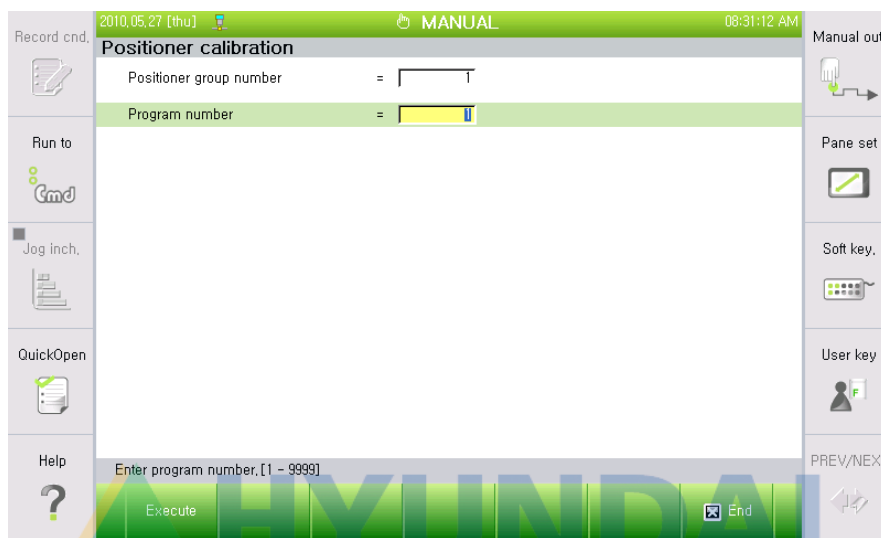 2010,05,27 [thu]
MANUAL
08:31:12 AM
Record cnd,
Manual out
Positioner calibration
Positioner group number = 1
Program number = 1
Run to
Cmd
Pane set
Jog inch,
Soft key,
QuickOpen
User key
F
Help
PREV/NEX
Enter program number,[1 - 9999]
?
Execute
End
HYUNDAI